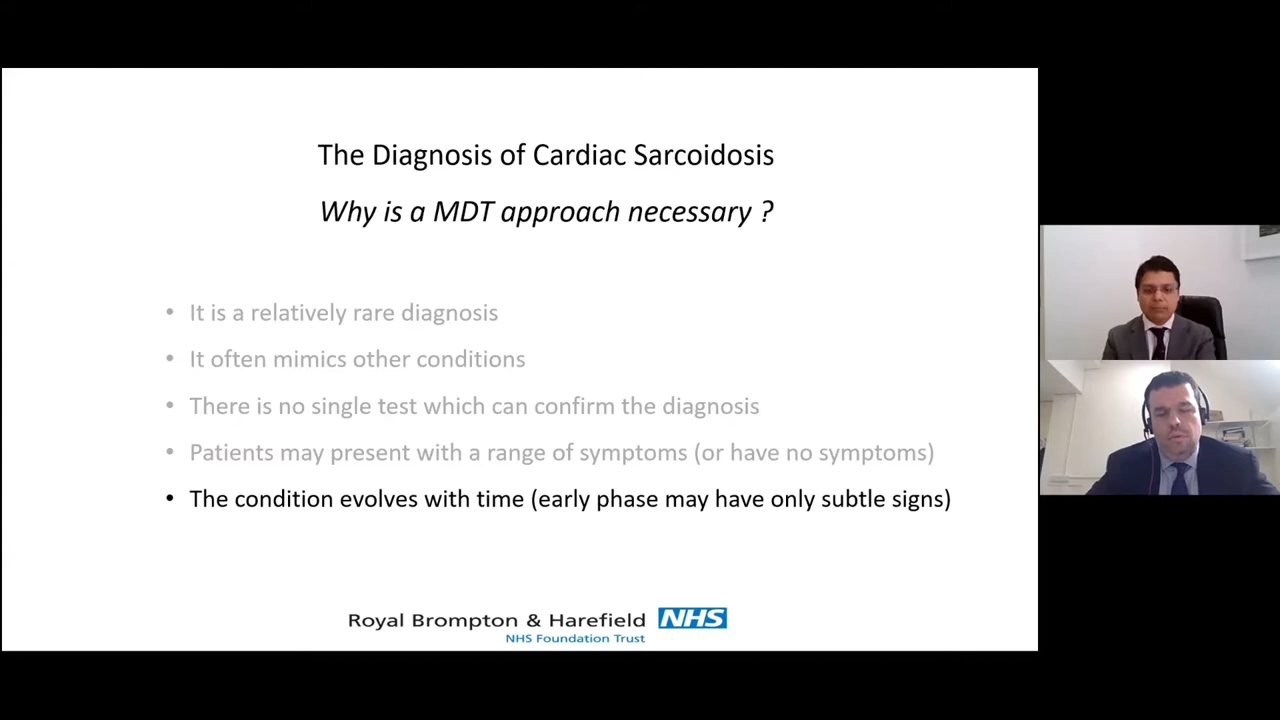 The Diagnosis of Cardiac Sarcoidosis
Why is a MDT approach necessary ?
• It is a relatively rare diagnosis
• It often mimics other conditions
• There is no single test which can confirm the diagnosis
• Patients may present with a range of symptoms (or have no symptoms)
• The condition evolves with time (early phase may have only subtle signs)
Royal Brompton & Harefield NHS
NHS Foundation Trust